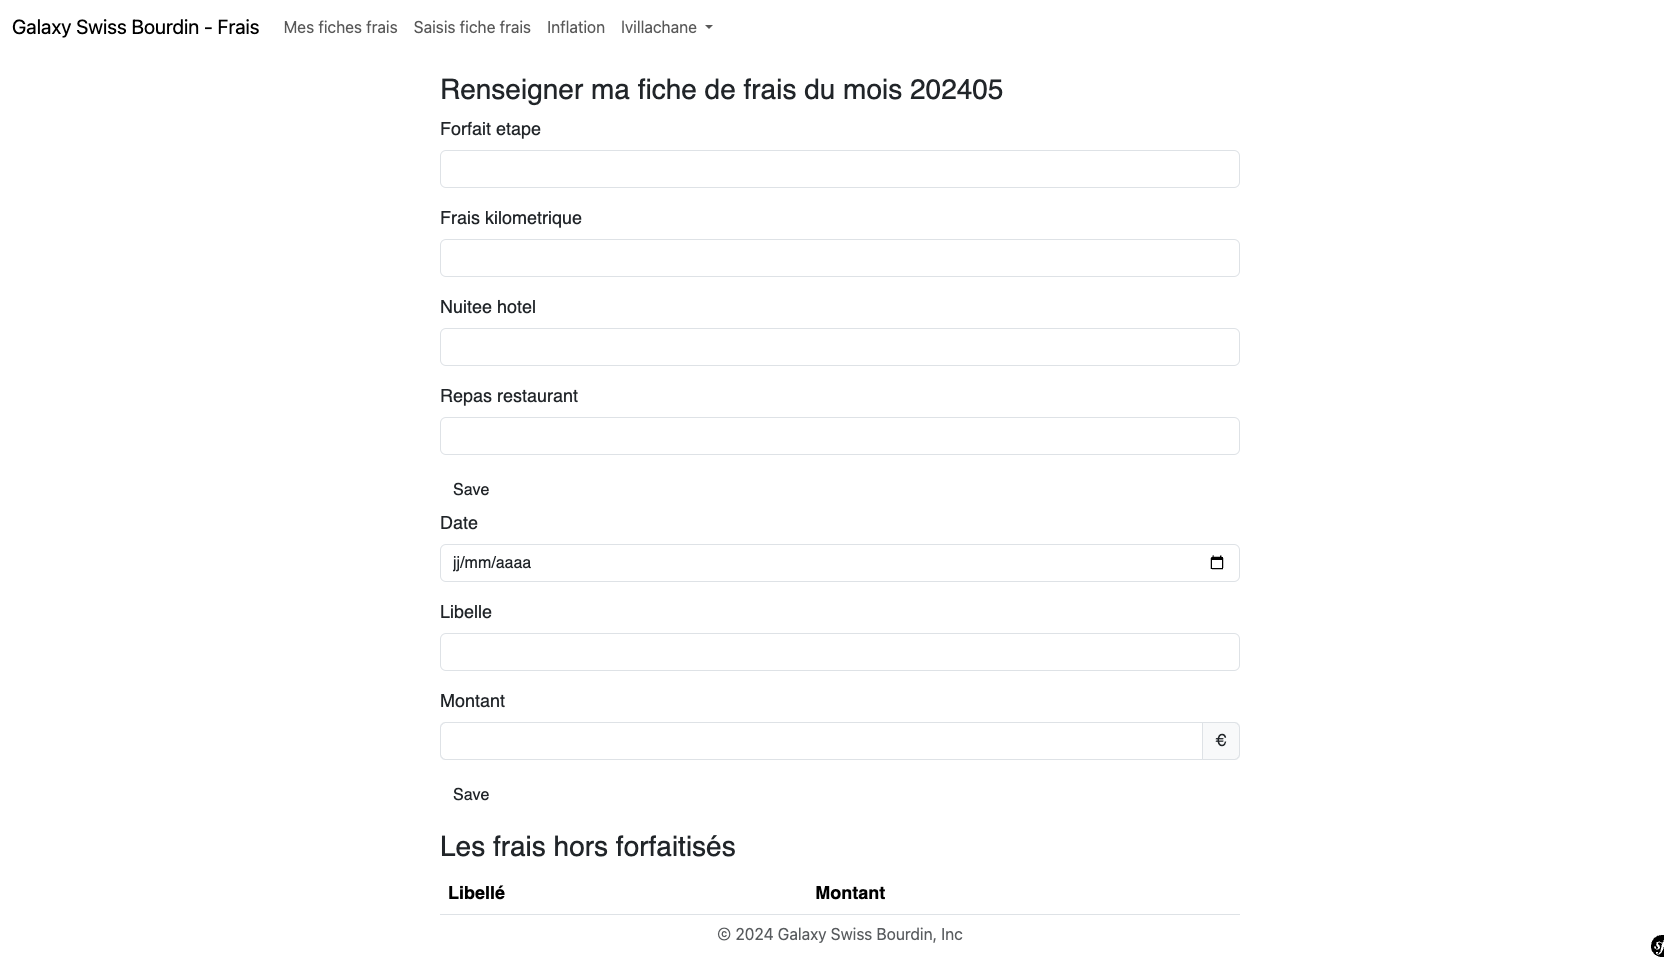 Galaxy Swiss Bourdin - Frais Mes fiches frais Saisis fiche frais Inflation lvillachane
Renseigner ma fiche de frais du mois 202405
Forfait etape
Frais kilometrique
Nuitee hotel
Repas restaurant
Save
Date
jj/mm/aaaa
Libelle
Montant
€
Save
Les frais hors forfaitisés
Libellé Montant
© 2024 Galaxy Swiss Bourdin, Inc
sf